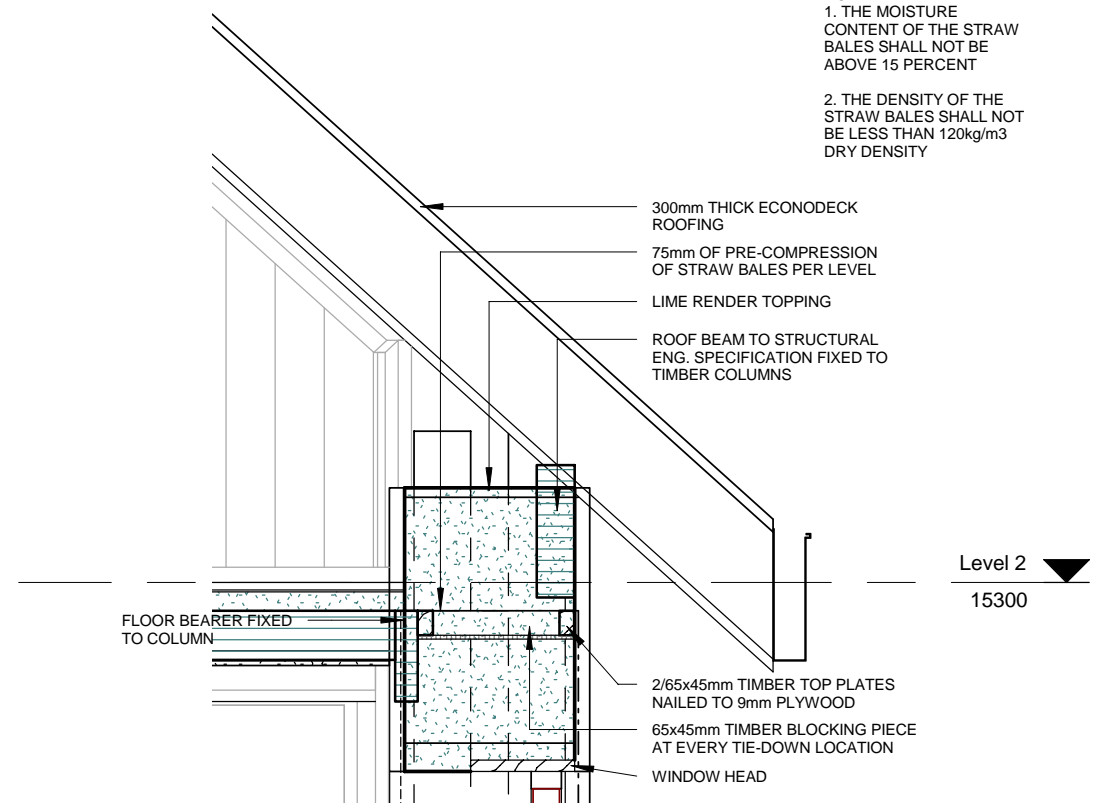 1. THE MOISTURE
CONTENT OF THE STRAW
BALES SHALL NOT BE
ABOVE 15 PERCENT
2. THE DENSITY OF THE
STRAW BALES SHALL NOT
BE LESS THAN 120kg/m3
DRY DENSITY
300mm THICK ECONODECK
ROOFING
75mm OF PRE-COMPRESSION
OF STRAW BALES PER LEVEL
LIME RENDER TOPPING
ROOF BEAM TO STRUCTURAL
ENG. SPECIFICATION FIXED TO
TIMBER COLUMNS
Level 2
15300
FLOOR BEARER FIXED
TO COLUMN
2/65x45mm TIMBER TOP PLATES
NAILED TO 9mm PLYWOOD
65x45mm TIMBER BLOCKING PIECE
AT EVERY TIE-DOWN LOCATION
WINDOW HEAD